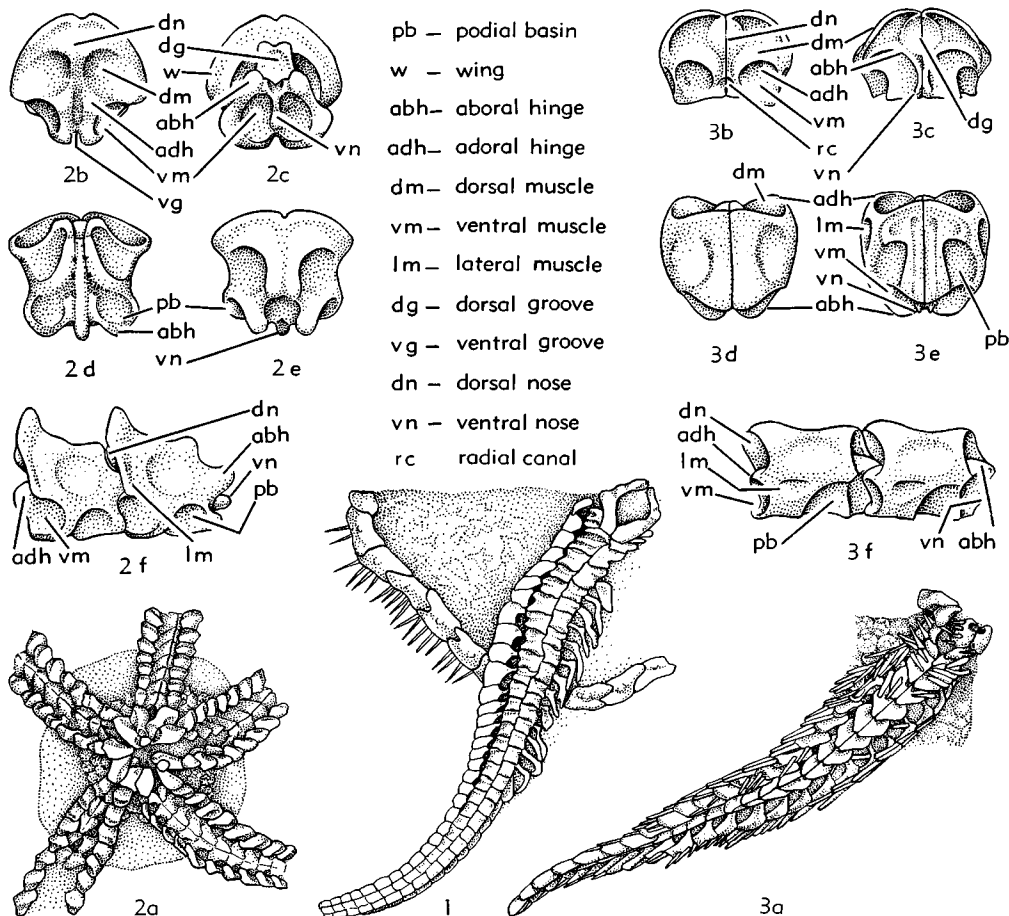 dn
dg
w
dm
abh
adh
vm
vn
2b
2c
vg
pb
abh
vn
2d
2e
dn
abh
vn
pb
adh
vm
2f
lm
2a
pb – podial basin
w – wing
abh – aboral hinge
adh – adoral hinge
dm – dorsal muscle
vm – ventral muscle
lm – lateral muscle
dg – dorsal groove
vg – ventral groove
dn – dorsal nose
vn – ventral nose
rc radial canal
1
dn
dm
abh
adh
vm
3b
3c
rc
dg
vn
dm
adh
lm
vm
vn
abh
pb
3d
3e
dn
adh
lm
vm
pb
3f
vn
abh
3a